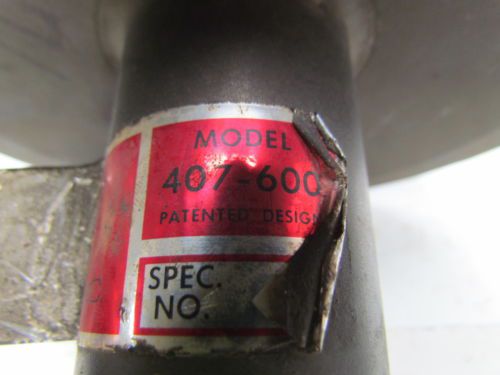 MODEL
407-600
PATENTED DESIGN
SPEC.
NO.